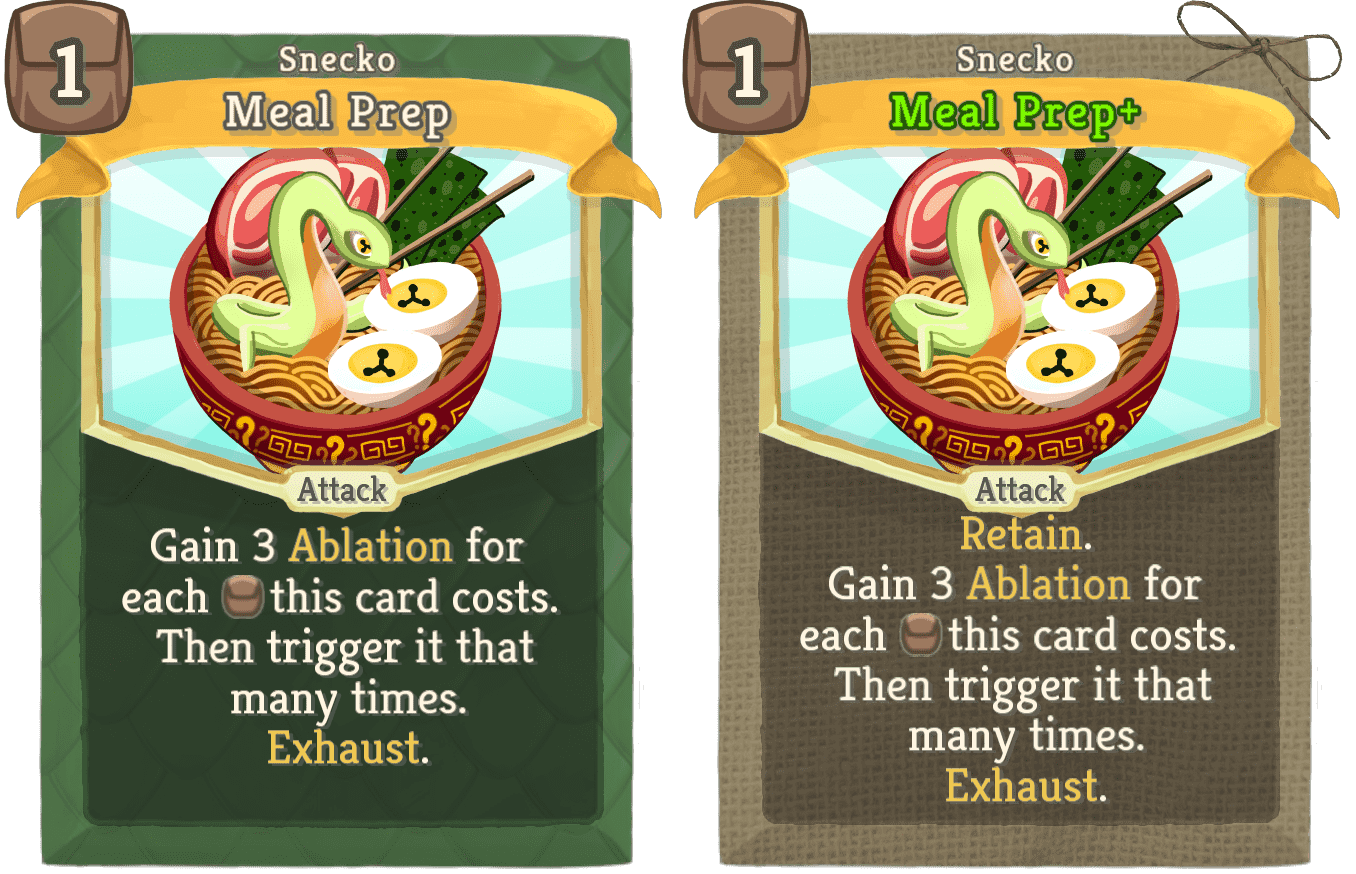 1
Snecko
Meal Prep
Attack
Gain 3 Ablation for
each this card costs.
Then trigger it that
many times.
Exhaust.
1
Snecko
Meal Prep+
Attack
Retain.
Gain 3 Ablation for
each this card costs.
Then trigger it that
many times.
Exhaust.